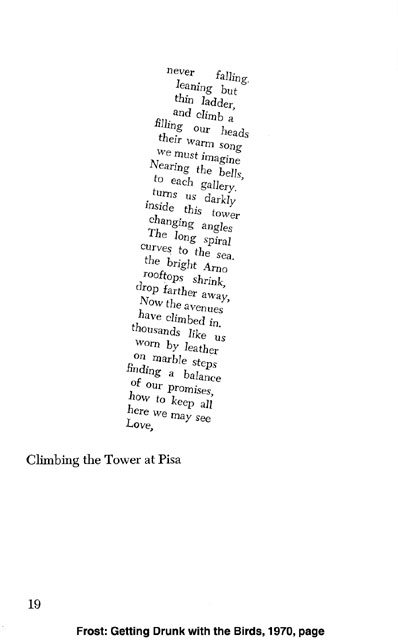 never falling.
leaning but
thin ladder,
and climb a
filling our heads
their warm song
we must imagine
Nearing the bells,
to each gallery.
turns us darkly
inside this tower
changing angles
The long spiral
curves to the sea.
the bright Arno
rooftops shrink,
drop farther away,
Now the avenues
have climbed in.
thousands like us
worn by leather
on marble steps
finding a balance
of our promises,
how to keep all
here we may see
Love,
Climbing the Tower at Pisa
19
Frost: Getting Drunk with the Birds, 1970, page